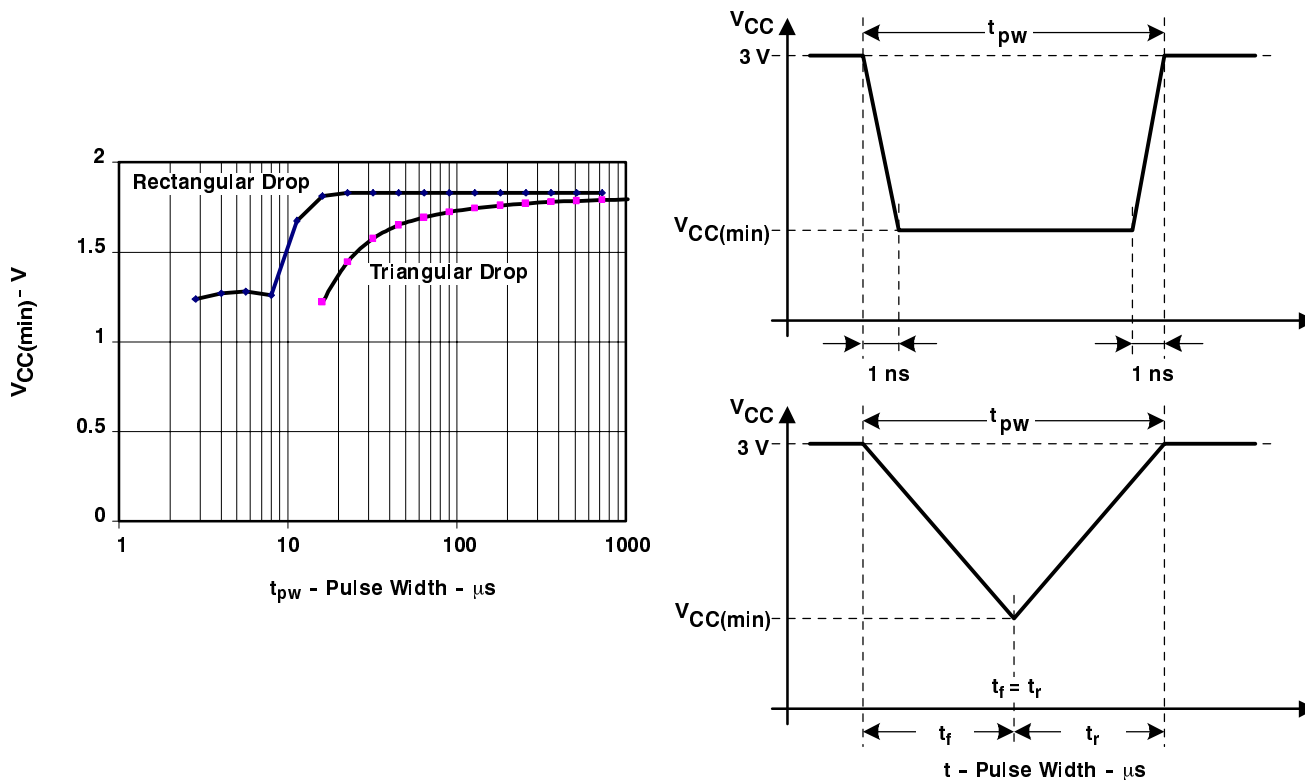 2
Rectangular Drop
1.5
Triangular Drop
1
0.5
0
VCC(min) - V
1 10 100 1000
tpw - Pulse Width - μs
VCC
tpw
3 V
VCC(min)
1 ns 1 ns
VCC
tpw
3 V
VCC(min)
tf = tr
tf tr
t - Pulse Width - μs